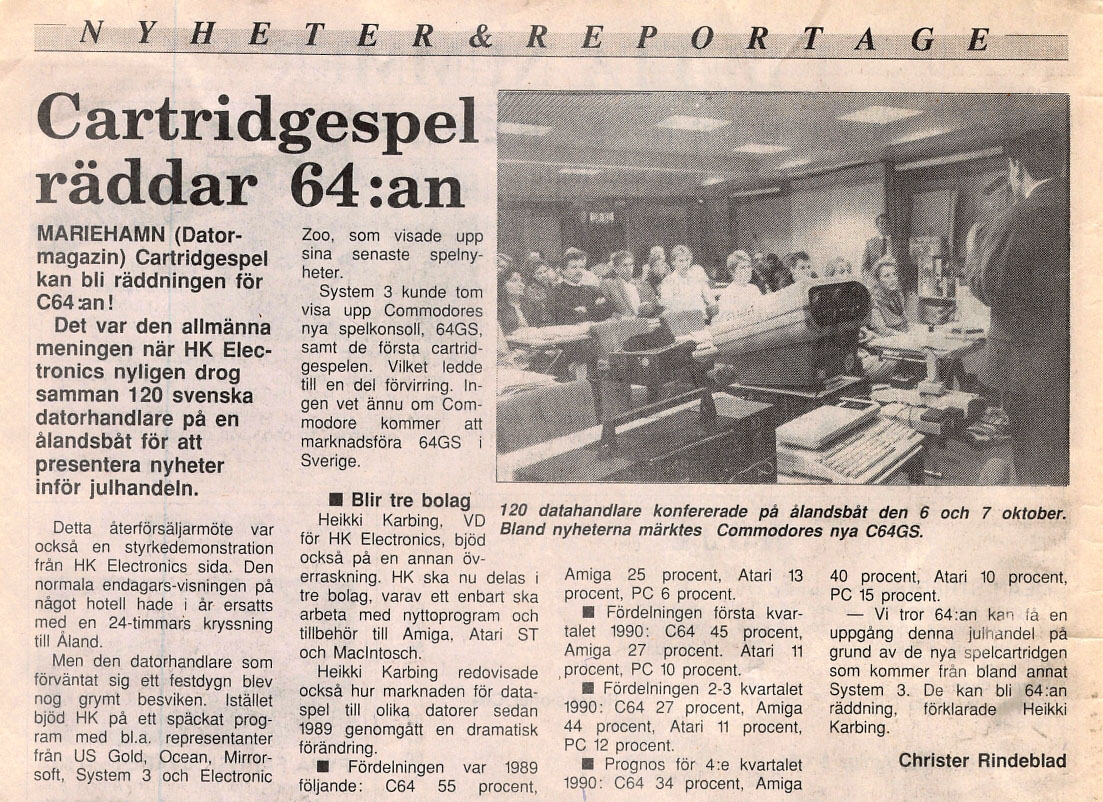 NYHETER & REPORTAGE
Cartridgespel
räddar 64:an
MARIEHAMN (Dator-
magazin) Cartridgespel
kan bli räddningen för
C64:an!
Det var den allmänna
meningen när HK Elec-
tronics nyligen drog
samman 120 svenska
datorhandlare på en
ålandsbåt för att
presentera nyheter
inför julhandeln.
Detta återförsäljarmöte var
också en styrkedemonstration
från HK Electronics sida. Den
normala endagars-visningen på
något hotell hade i år ersatts
med en 24-timmars kryssning
till Åland.
Men den datorhandlare som
förväntat sig ett festdygn blev
nog grymt besviken. Istället
bjöd HK på ett späckat prog-
ram med bl.a. representanter
från US Gold, Ocean, Mirror-
soft, System 3 och Electronic
Zoo, som visade upp
sina senaste spelny-
heter.
System 3 kunde tom
visa upp Commodores
nya spelkonsoll, 64GS,
samt de första cartrid-
gespelen. Vilket ledde
till en del förvirring. In-
gen vet ännu om Com-
modore kommer att
marknadsföra 64GS i
Sverige.
■ Blir tre bolag
Heikki Karbing, VD
för HK Electronics, bjöd
också på en annan öv-
erraskning. HK ska nu delas i
tre bolag, varav ett enbart ska
arbeta med nyttoprogram och
tillbehör till Amiga, Atari ST
och MacIntosch.
Heikki Karbing redovisade
också hur marknaden för data-
spel till olika datorer sedan
1989 genomgått en dramatisk
förändring.
■ Fördelningen var 1989
följande: C64 55 procent,
120 datahandlare konfererade på ålandsbåt den 6 och 7 oktober.
Bland nyheterna märktes Commodores nya C64GS.
Amiga 25 procent, Atari 13
procent, PC 6 procent.
■ Fördelningen första kvar-
talet 1990: C64 45 procent,
Amiga 27 procent. Atari 11
procent, PC 10 procent.
■ Fördelningen 2-3 kvartalet
1990: C64 27 procent, Amiga
44 procent, Atari 11 procent,
PC 12 procent.
■ Prognos för 4:e kvartalet
1990: C64 34 procent, Amiga
40 procent, Atari 10 procent,
PC 15 procent.
— Vi tror 64:an kan få en
uppgång denna julhandel på
grund av de nya spelcartridgen
som kommer från bland annat
System 3. De kan bli 64:an
räddning, förklarade Heikki
Karbing.
Christer Rindeblad